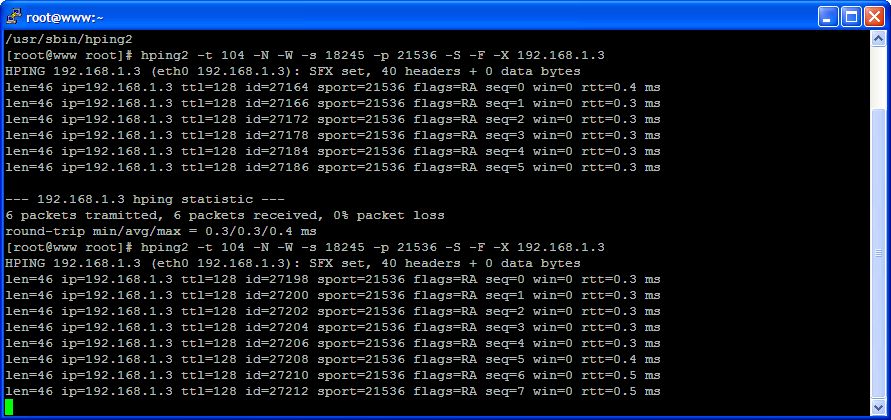 root@www:~
/usr/sbin/hping2
[root@www root]# hping2 -t 104 -N -W -s 18245 -p 21536 -S -F -X 192.168.1.3
HPING 192.168.1.3 (eth0 192.168.1.3): SFX set, 40 headers + 0 data bytes
len=46 ip=192.168.1.3 ttl=128 id=27164 sport=21536 flags=RA seq=0 win=0 rtt=0.4 ms
len=46 ip=192.168.1.3 ttl=128 id=27166 sport=21536 flags=RA seq=1 win=0 rtt=0.3 ms
len=46 ip=192.168.1.3 ttl=128 id=27172 sport=21536 flags=RA seq=2 win=0 rtt=0.3 ms
len=46 ip=192.168.1.3 ttl=128 id=27178 sport=21536 flags=RA seq=3 win=0 rtt=0.3 ms
len=46 ip=192.168.1.3 ttl=128 id=27184 sport=21536 flags=RA seq=4 win=0 rtt=0.3 ms
len=46 ip=192.168.1.3 ttl=128 id=27186 sport=21536 flags=RA seq=5 win=0 rtt=0.3 ms
--- 192.168.1.3 hping statistic ---
6 packets tramitted, 6 packets received, 0% packet loss
round-trip min/avg/max = 0.3/0.3/0.4 ms
[root@www root]# hping2 -t 104 -N -W -s 18245 -p 21536 -S -F -X 192.168.1.3
HPING 192.168.1.3 (eth0 192.168.1.3): SFX set, 40 headers + 0 data bytes
len=46 ip=192.168.1.3 ttl=128 id=27198 sport=21536 flags=RA seq=0 win=0 rtt=0.3 ms
len=46 ip=192.168.1.3 ttl=128 id=27200 sport=21536 flags=RA seq=1 win=0 rtt=0.3 ms
len=46 ip=192.168.1.3 ttl=128 id=27202 sport=21536 flags=RA seq=2 win=0 rtt=0.3 ms
len=46 ip=192.168.1.3 ttl=128 id=27204 sport=21536 flags=RA seq=3 win=0 rtt=0.3 ms
len=46 ip=192.168.1.3 ttl=128 id=27206 sport=21536 flags=RA seq=4 win=0 rtt=0.3 ms
len=46 ip=192.168.1.3 ttl=128 id=27208 sport=21536 flags=RA seq=5 win=0 rtt=0.4 ms
len=46 ip=192.168.1.3 ttl=128 id=27210 sport=21536 flags=RA seq=6 win=0 rtt=0.5 ms
len=46 ip=192.168.1.3 ttl=128 id=27212 sport=21536 flags=RA seq=7 win=0 rtt=0.5 ms